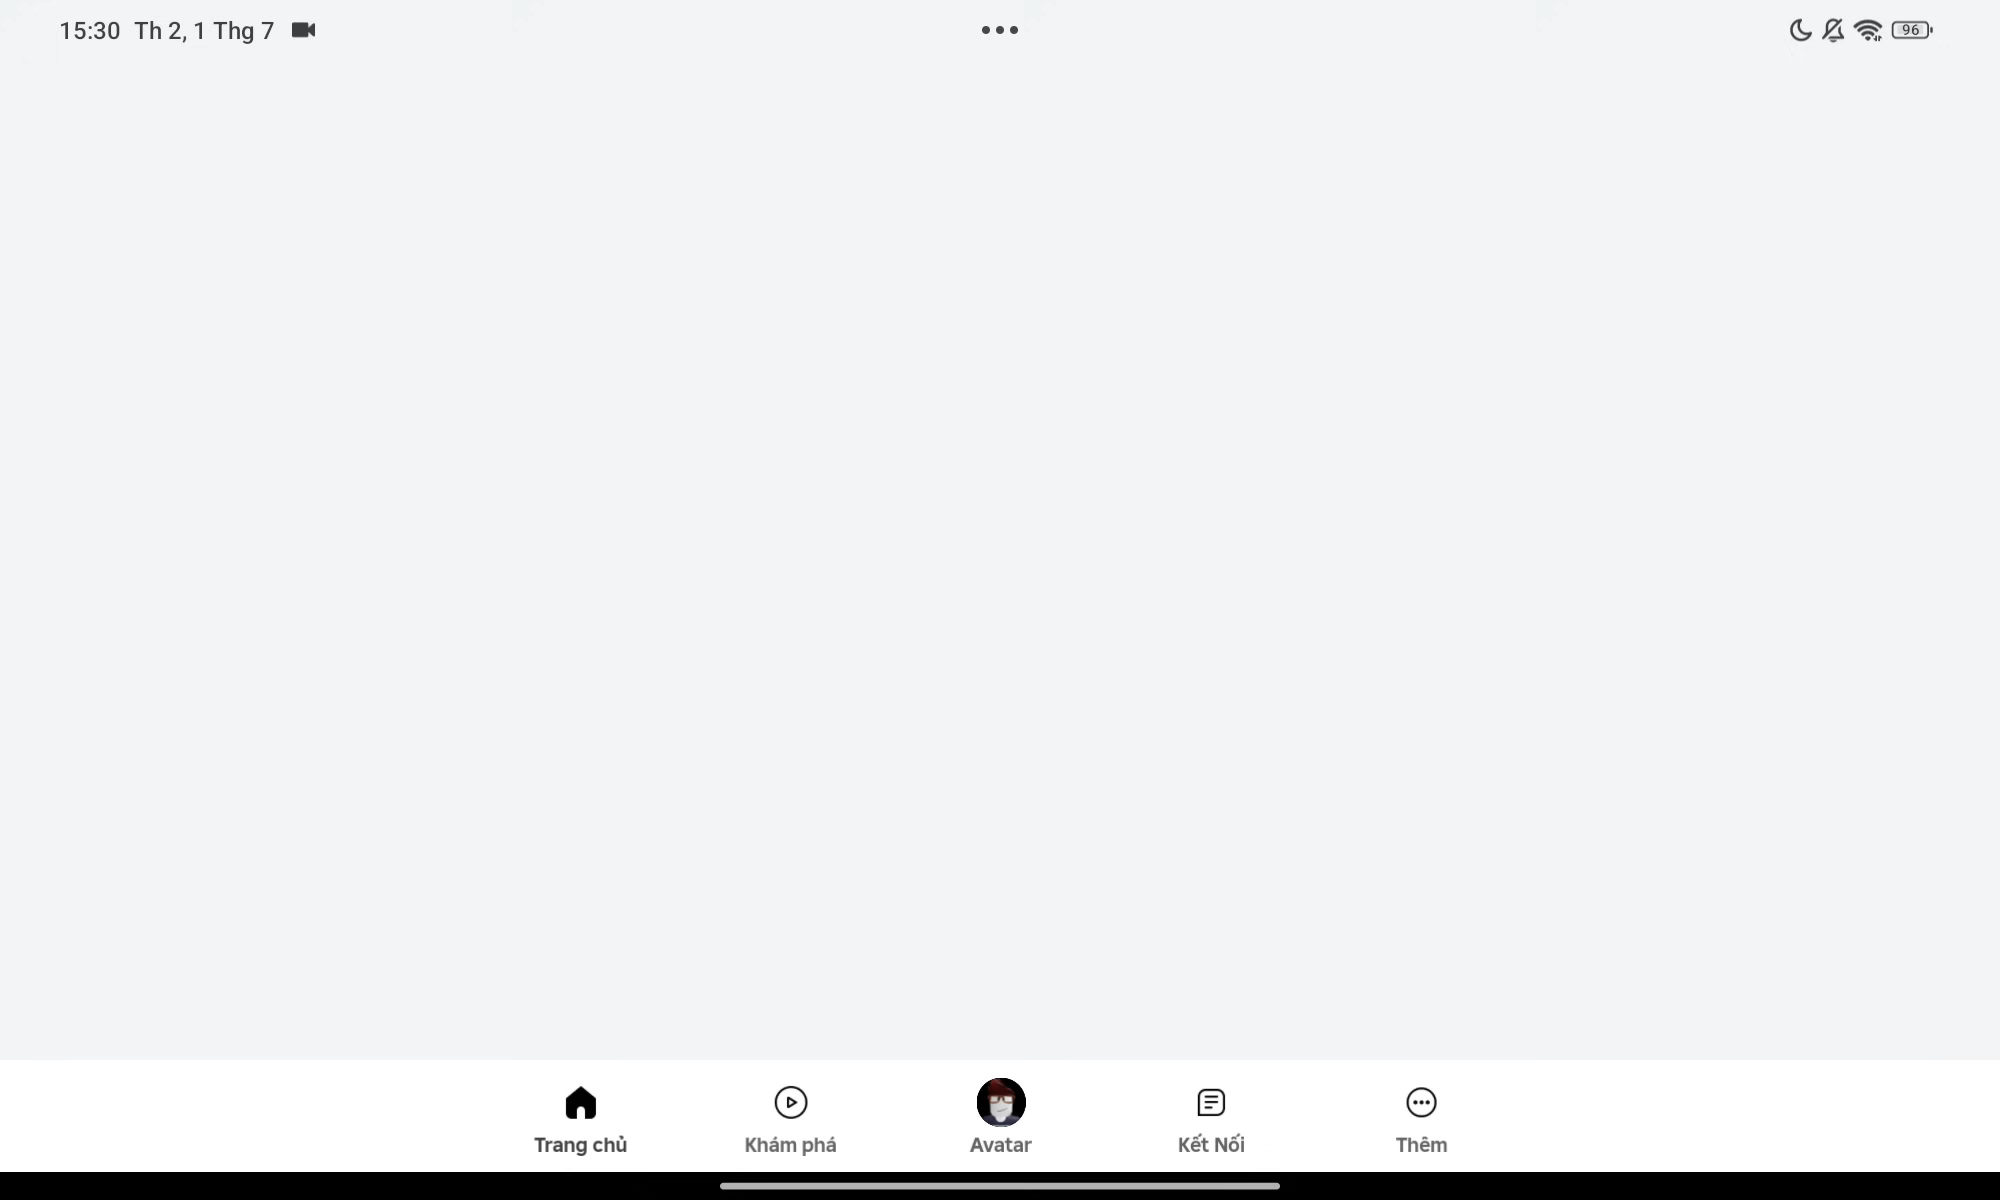 15:30 Th 2, 1 Thg 7
96
Trang chủ
Khám phá
Avatar
Kết Nối
Thêm